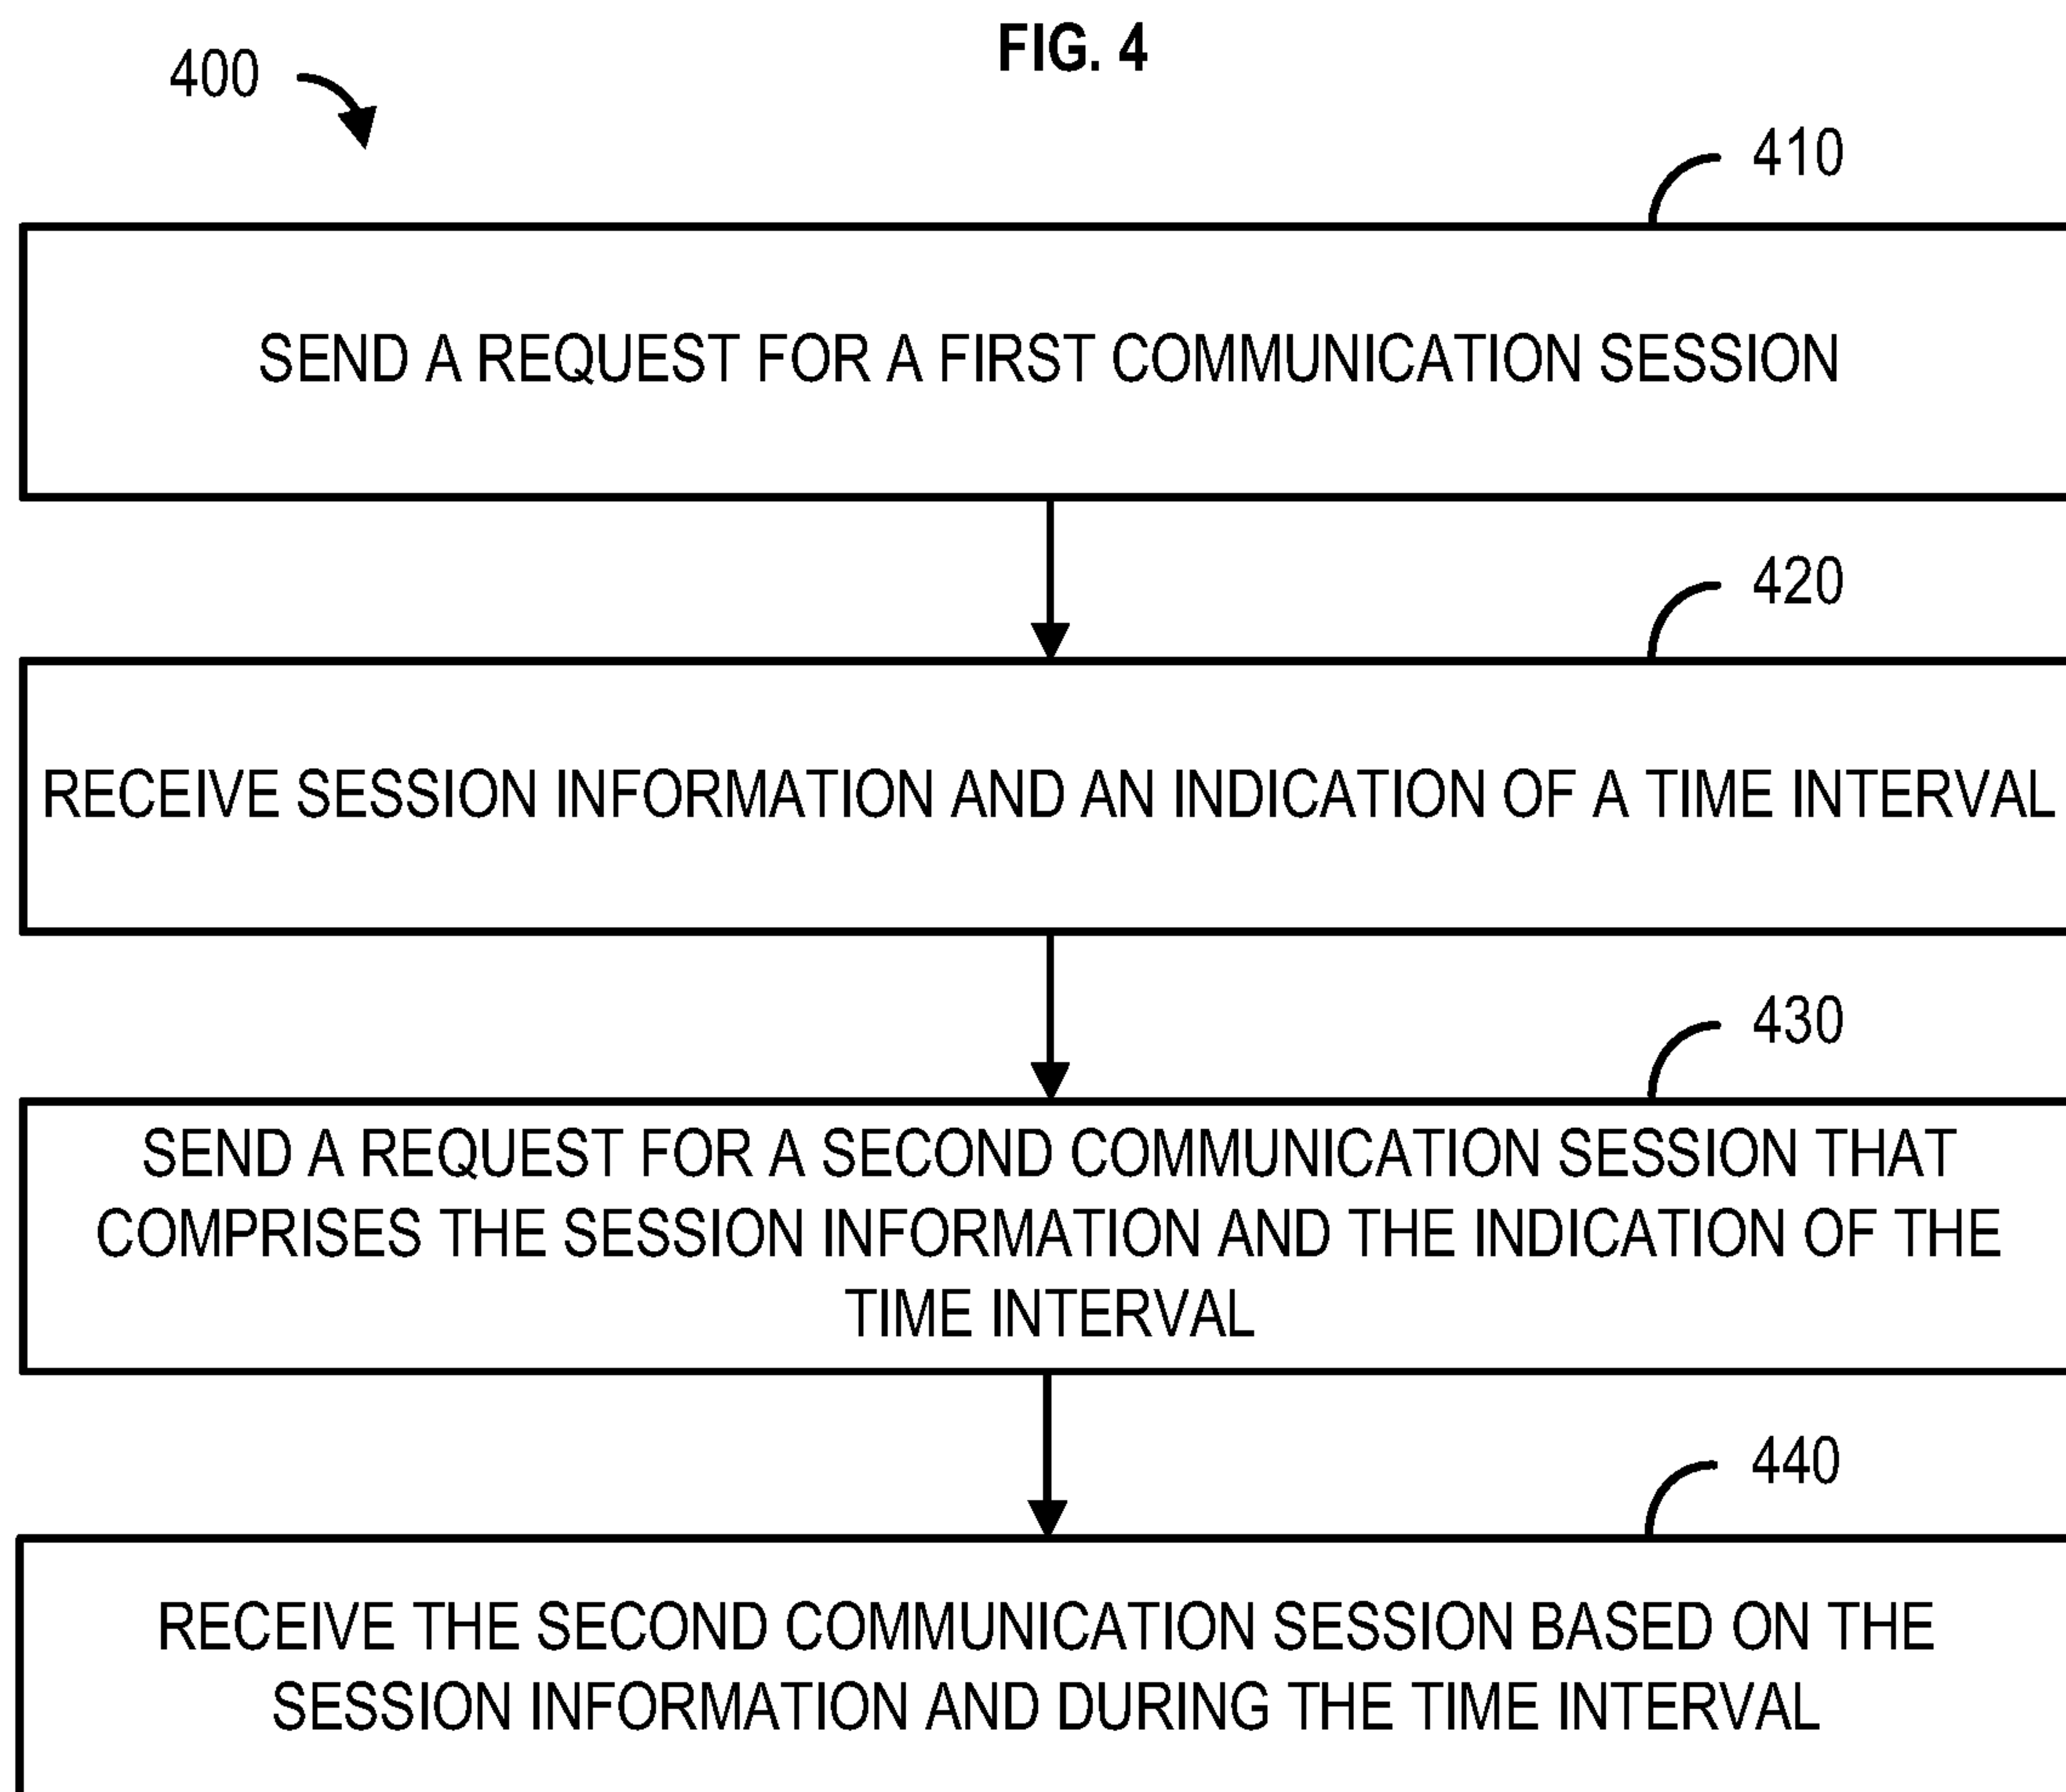 FIG. 4
400
410
SEND A REQUEST FOR A FIRST COMMUNICATION SESSION
420
RECEIVE SESSION INFORMATION AND AN INDICATION OF A TIME INTERVAL
430
SEND A REQUEST FOR A SECOND COMMUNICATION SESSION THAT
COMPRISES THE SESSION INFORMATION AND THE INDICATION OF THE
TIME INTERVAL
440
RECEIVE THE SECOND COMMUNICATION SESSION BASED ON THE
SESSION INFORMATION AND DURING THE TIME INTERVAL